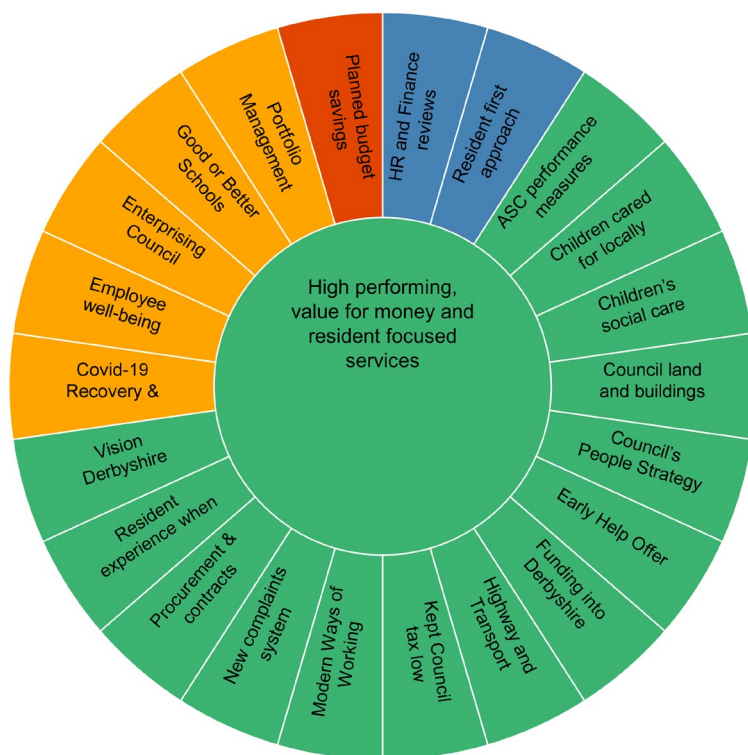 High performing,
value for money and
resident focused
services
HR and Finance
reviews
Resident first
approach
ASC performance
measures
Children cared
for locally
Children's
social care
Council land
and buildings
Council's
People Strategy
Early Help Offer
Funding into
Derbyshire
Highway and
Transport
Kept Council
tax low
Modern Ways of
Working
New complaints
system
Procurement &
contracts
Resident
experience when
Vision
Derbyshire
Covid-19
Recovery &
Employee
well-being
Enterprising
Council
Good or Better
Schools
Portfolio
Management
Planned budget
savings